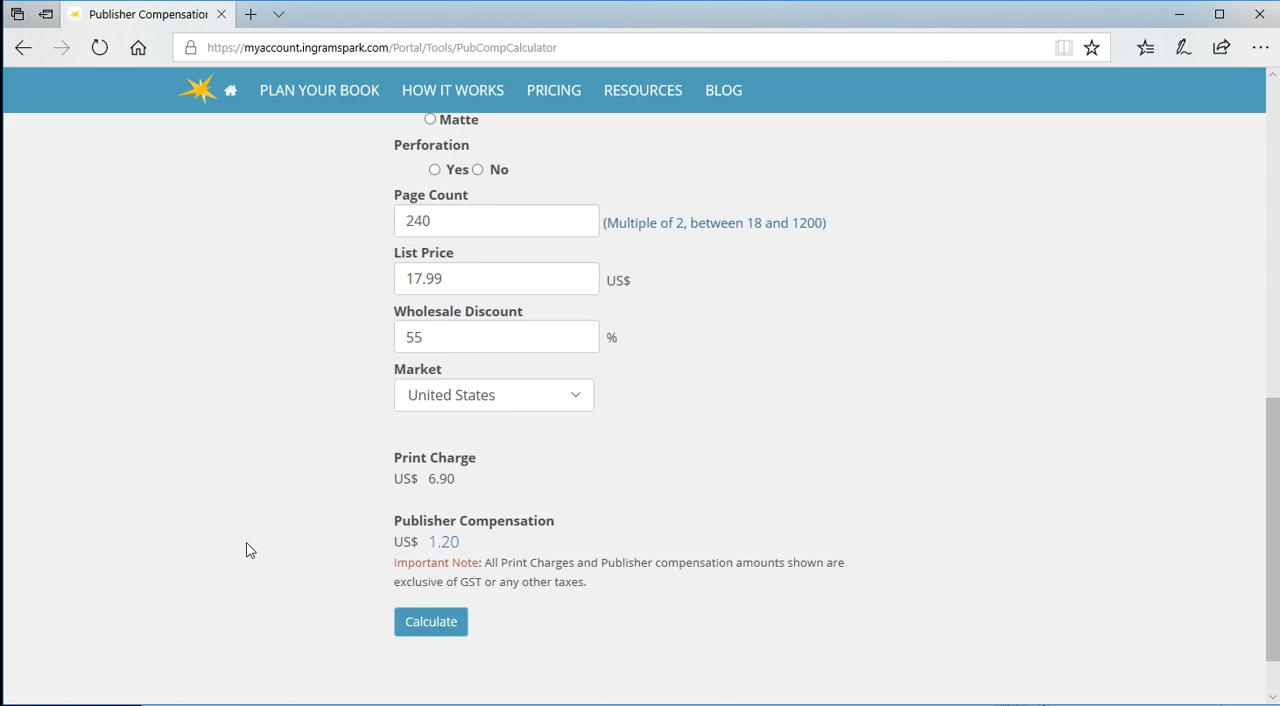 Publisher Compensation
https://myaccount.ingramspark.com/Portal/Tools/PubCompCalculator
PLAN YOUR BOOK HOW IT WORKS PRICING RESOURCES BLOG
Matte
Perforation
Yes No
Page Count
240 (Multiple of 2, between 18 and 1200)
List Price
17.99 US$
Wholesale Discount
55 %
Market
United States
Print Charge
US$ 6.90
Publisher Compensation
US$ 1.20
Important Note: All Print Charges and Publisher compensation amounts shown are
exclusive of GST or any other taxes.
Calculate